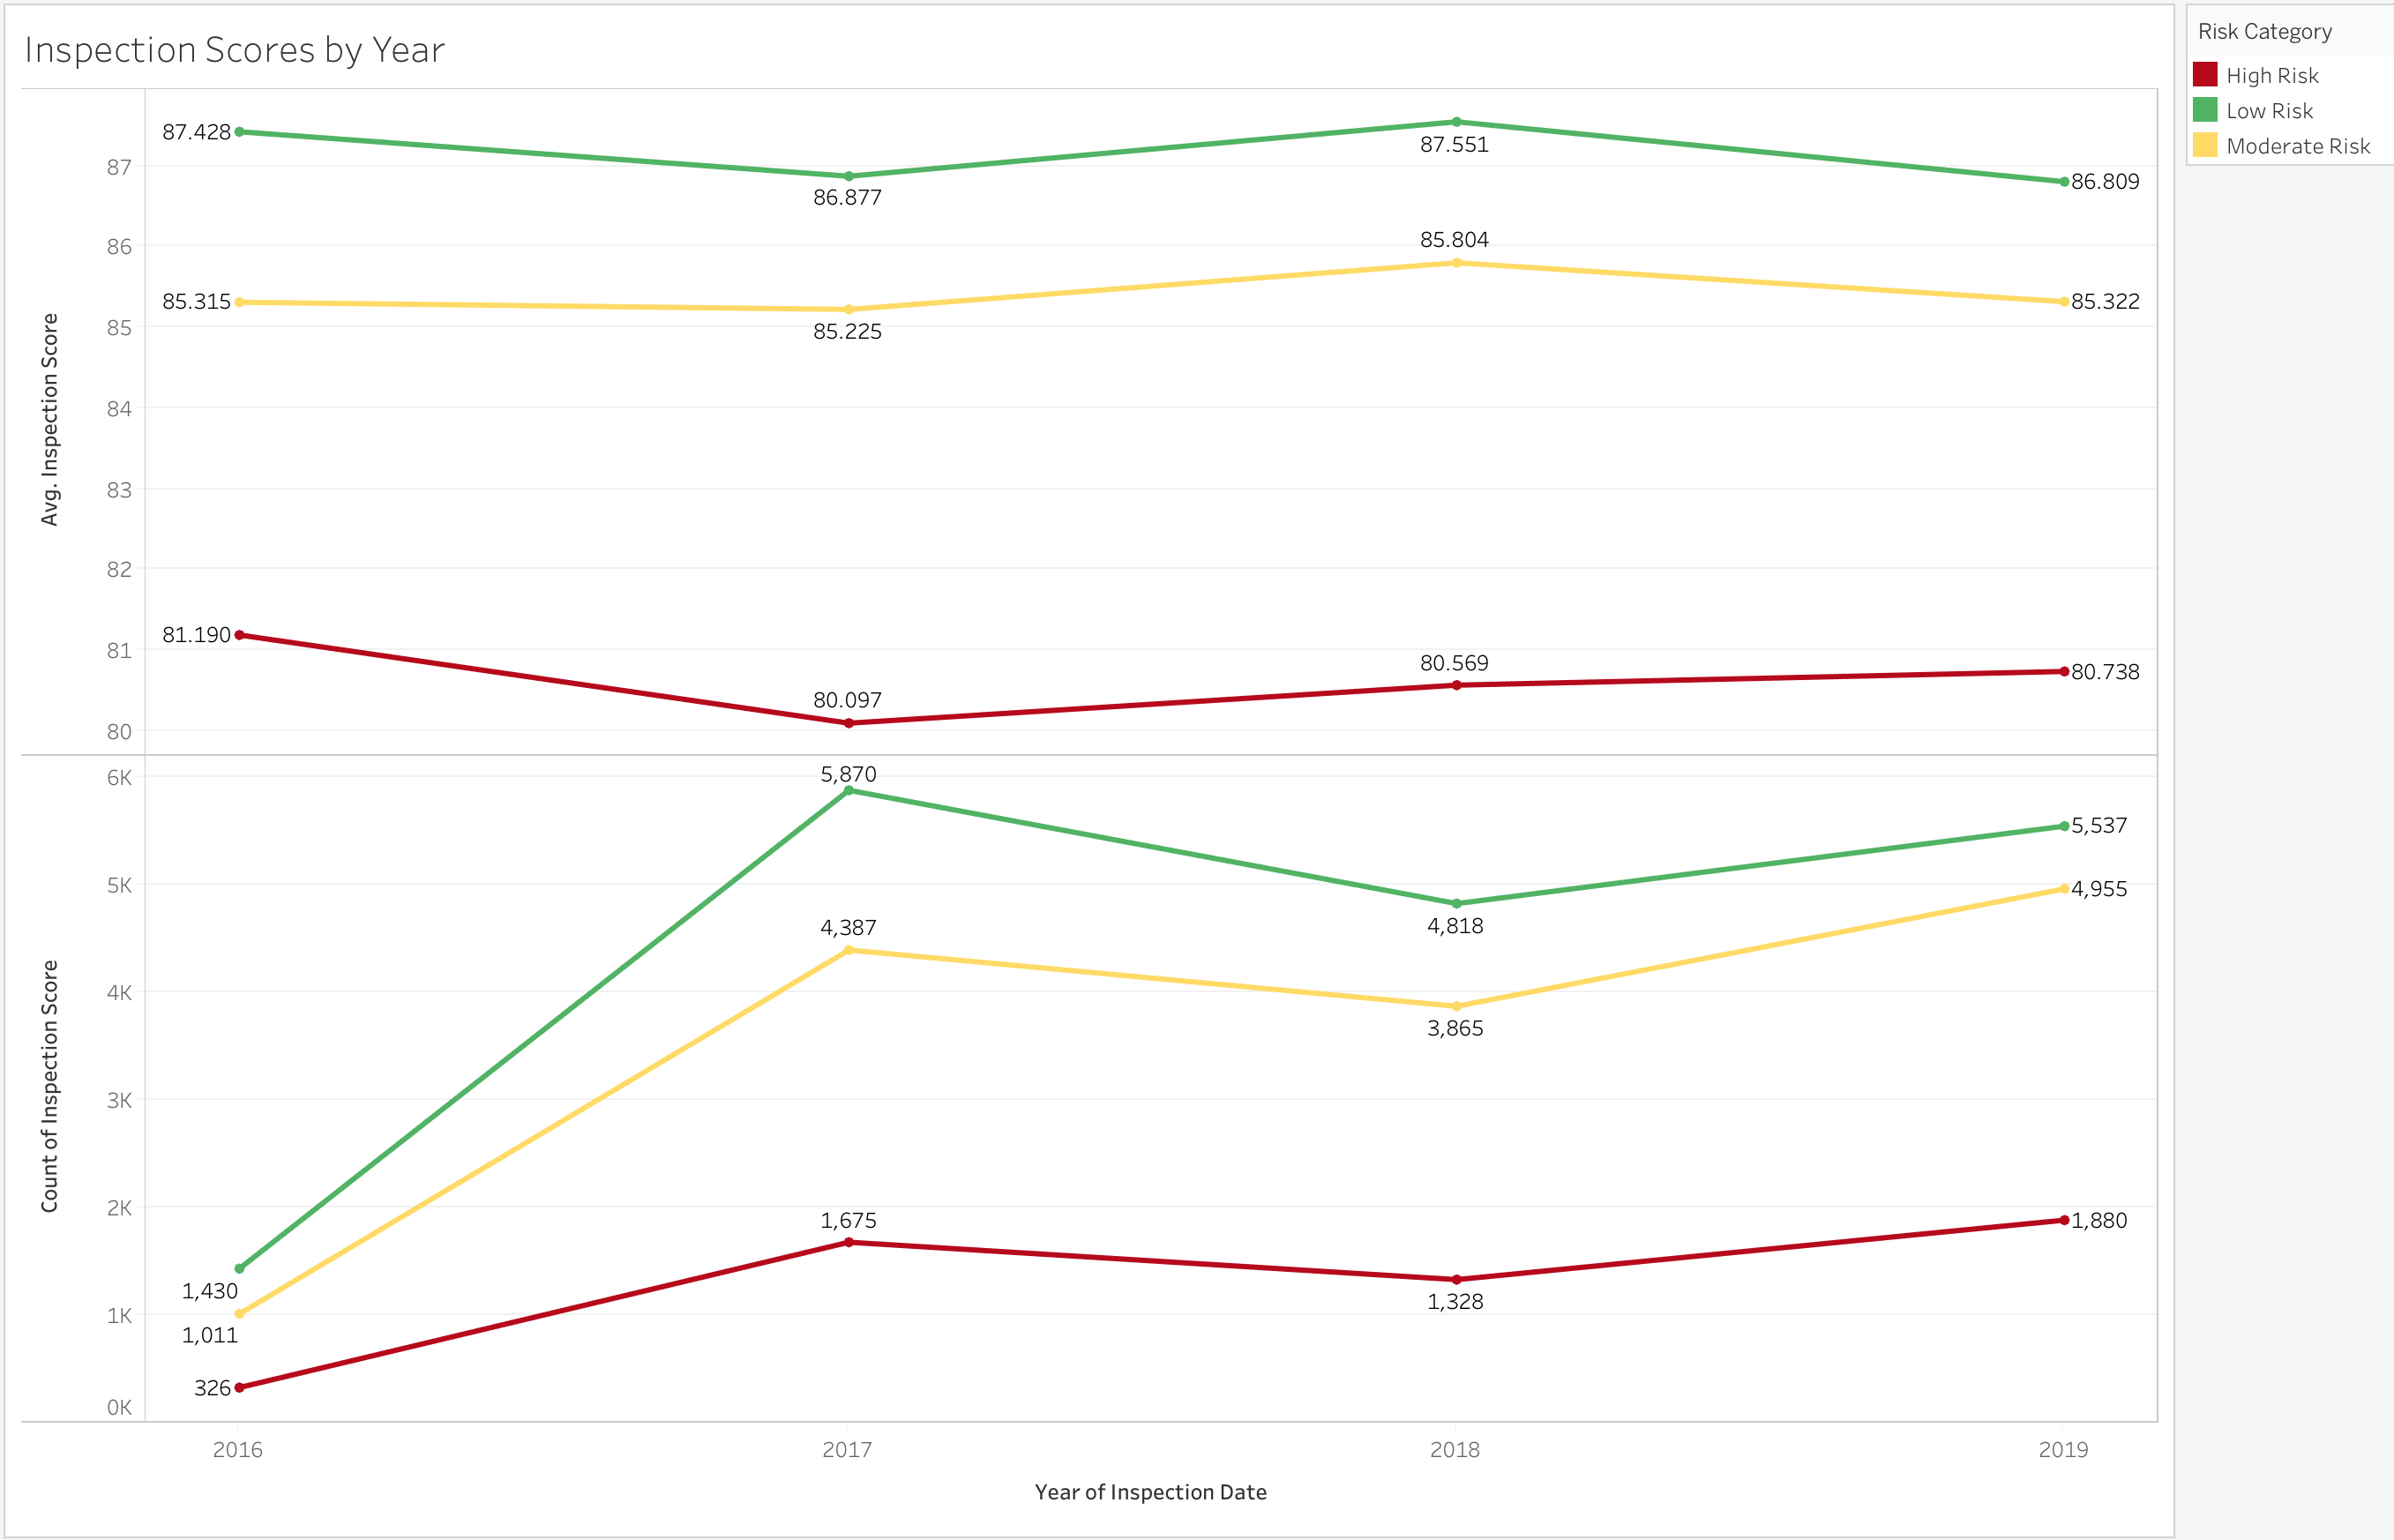 Inspection Scores by Year
Risk Category
High Risk
Low Risk
Moderate Risk
Avg. Inspection Score
87
86
85
84
83
82
81
80
87.428
86.877
87.551
86.809
85.315
85.225
85.804
85.322
81.190
80.097
80.569
80.738
Count of Inspection Score
6K
5K
4K
3K
2K
1K
0K
5,870
5,537
4,818
4,955
4,387
3,865
1,430
1,011
326
1,675
1,328
1,880
2016
2017
2018
2019
Year of Inspection Date